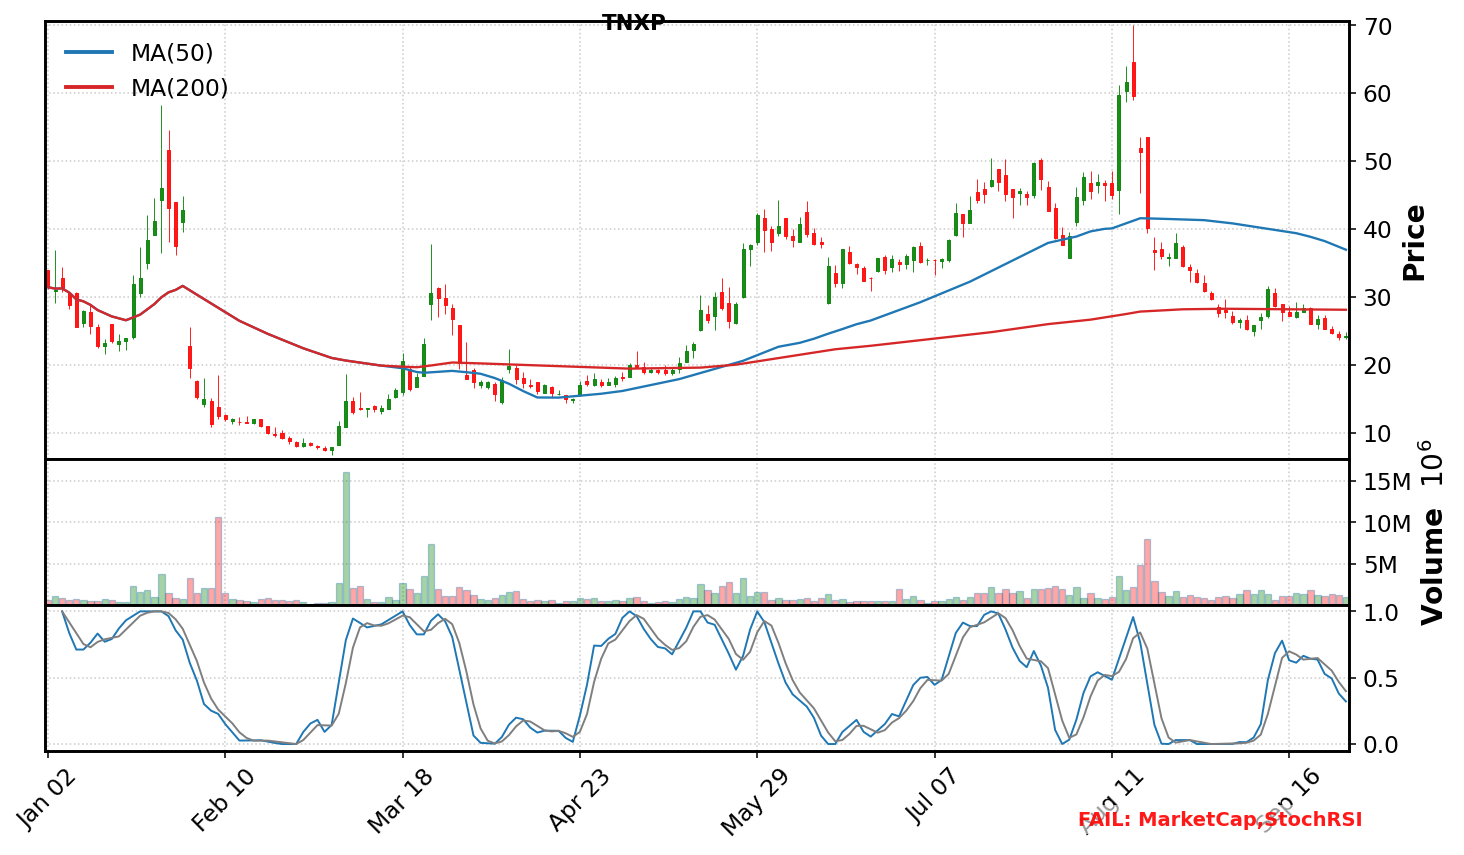 TNXP
MA(50)
MA(200)
70
60
50
40
30
20
10
Price
15M
10M
5M
Volume 10^6
1.0
0.5
0.0
Jan 02
Feb 10
Mar 18
Apr 23
May 29
Jul 07
Aug 11
Sep 16
FAIL: MarketCap,StochRSI